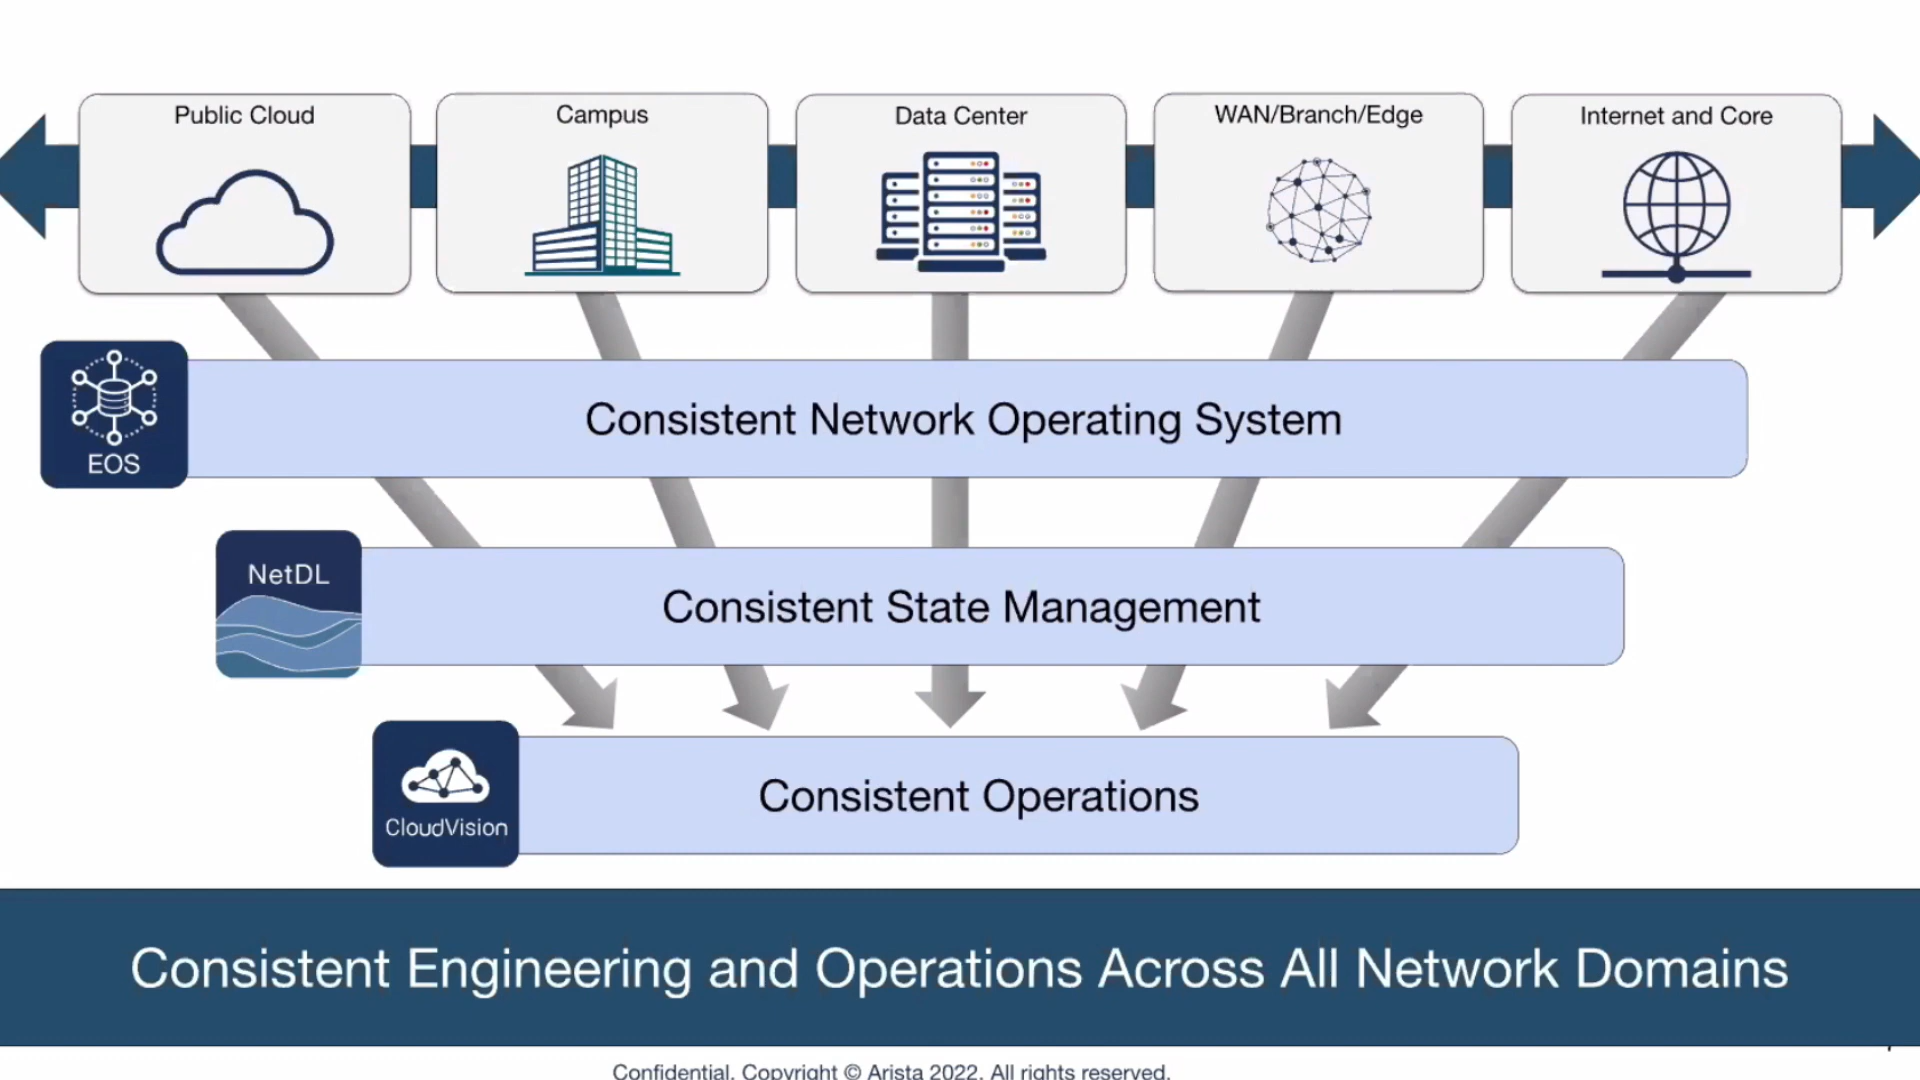 Public Cloud
Campus
Data Center
WAN/Branch/Edge
Internet and Core
EOS
Consistent Network Operating System
NetDL
Consistent State Management
CloudVision
Consistent Operations
Consistent Engineering and Operations Across All Network Domains
Confidential. Copyright © Arista 2022. All rights reserved.